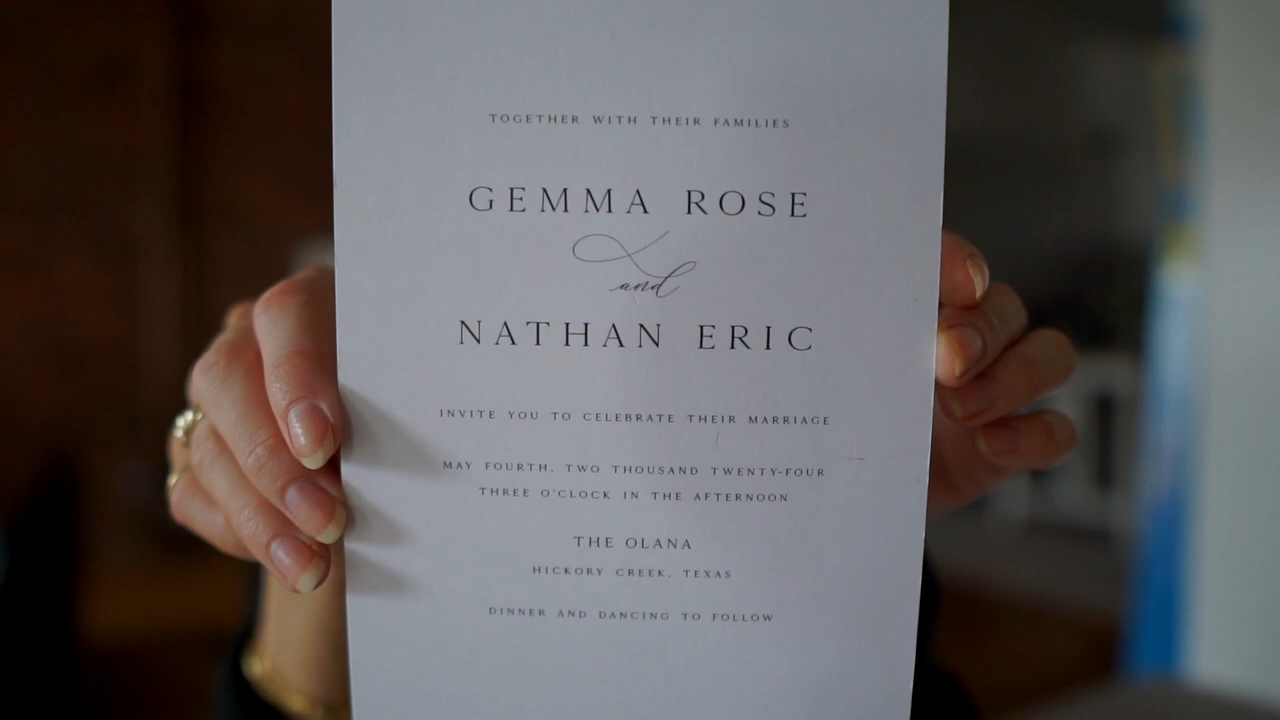 TOGETHER WITH THEIR FAMILIES
GEMMA ROSE
and
NATHAN ERIC
INVITE YOU TO CELEBRATE THEIR MARRIAGE
MAY FOURTH, TWO THOUSAND TWENTY-FOUR
THREE O'CLOCK IN THE AFTERNOON
THE OLANA
HICKORY CREEK, TEXAS
DINNER AND DANCING TO FOLLOW